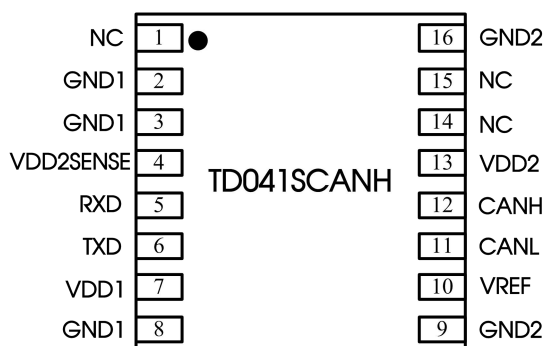 NC 1 16 GND2
GND1 2 15 NC
GND1 3 14 NC
VDD2SENSE 4 13 VDD2
TD041SCANH
RXD 5 12 CANH
TXD 6 11 CANL
VDD1 7 10 VREF
GND1 8 9 GND2